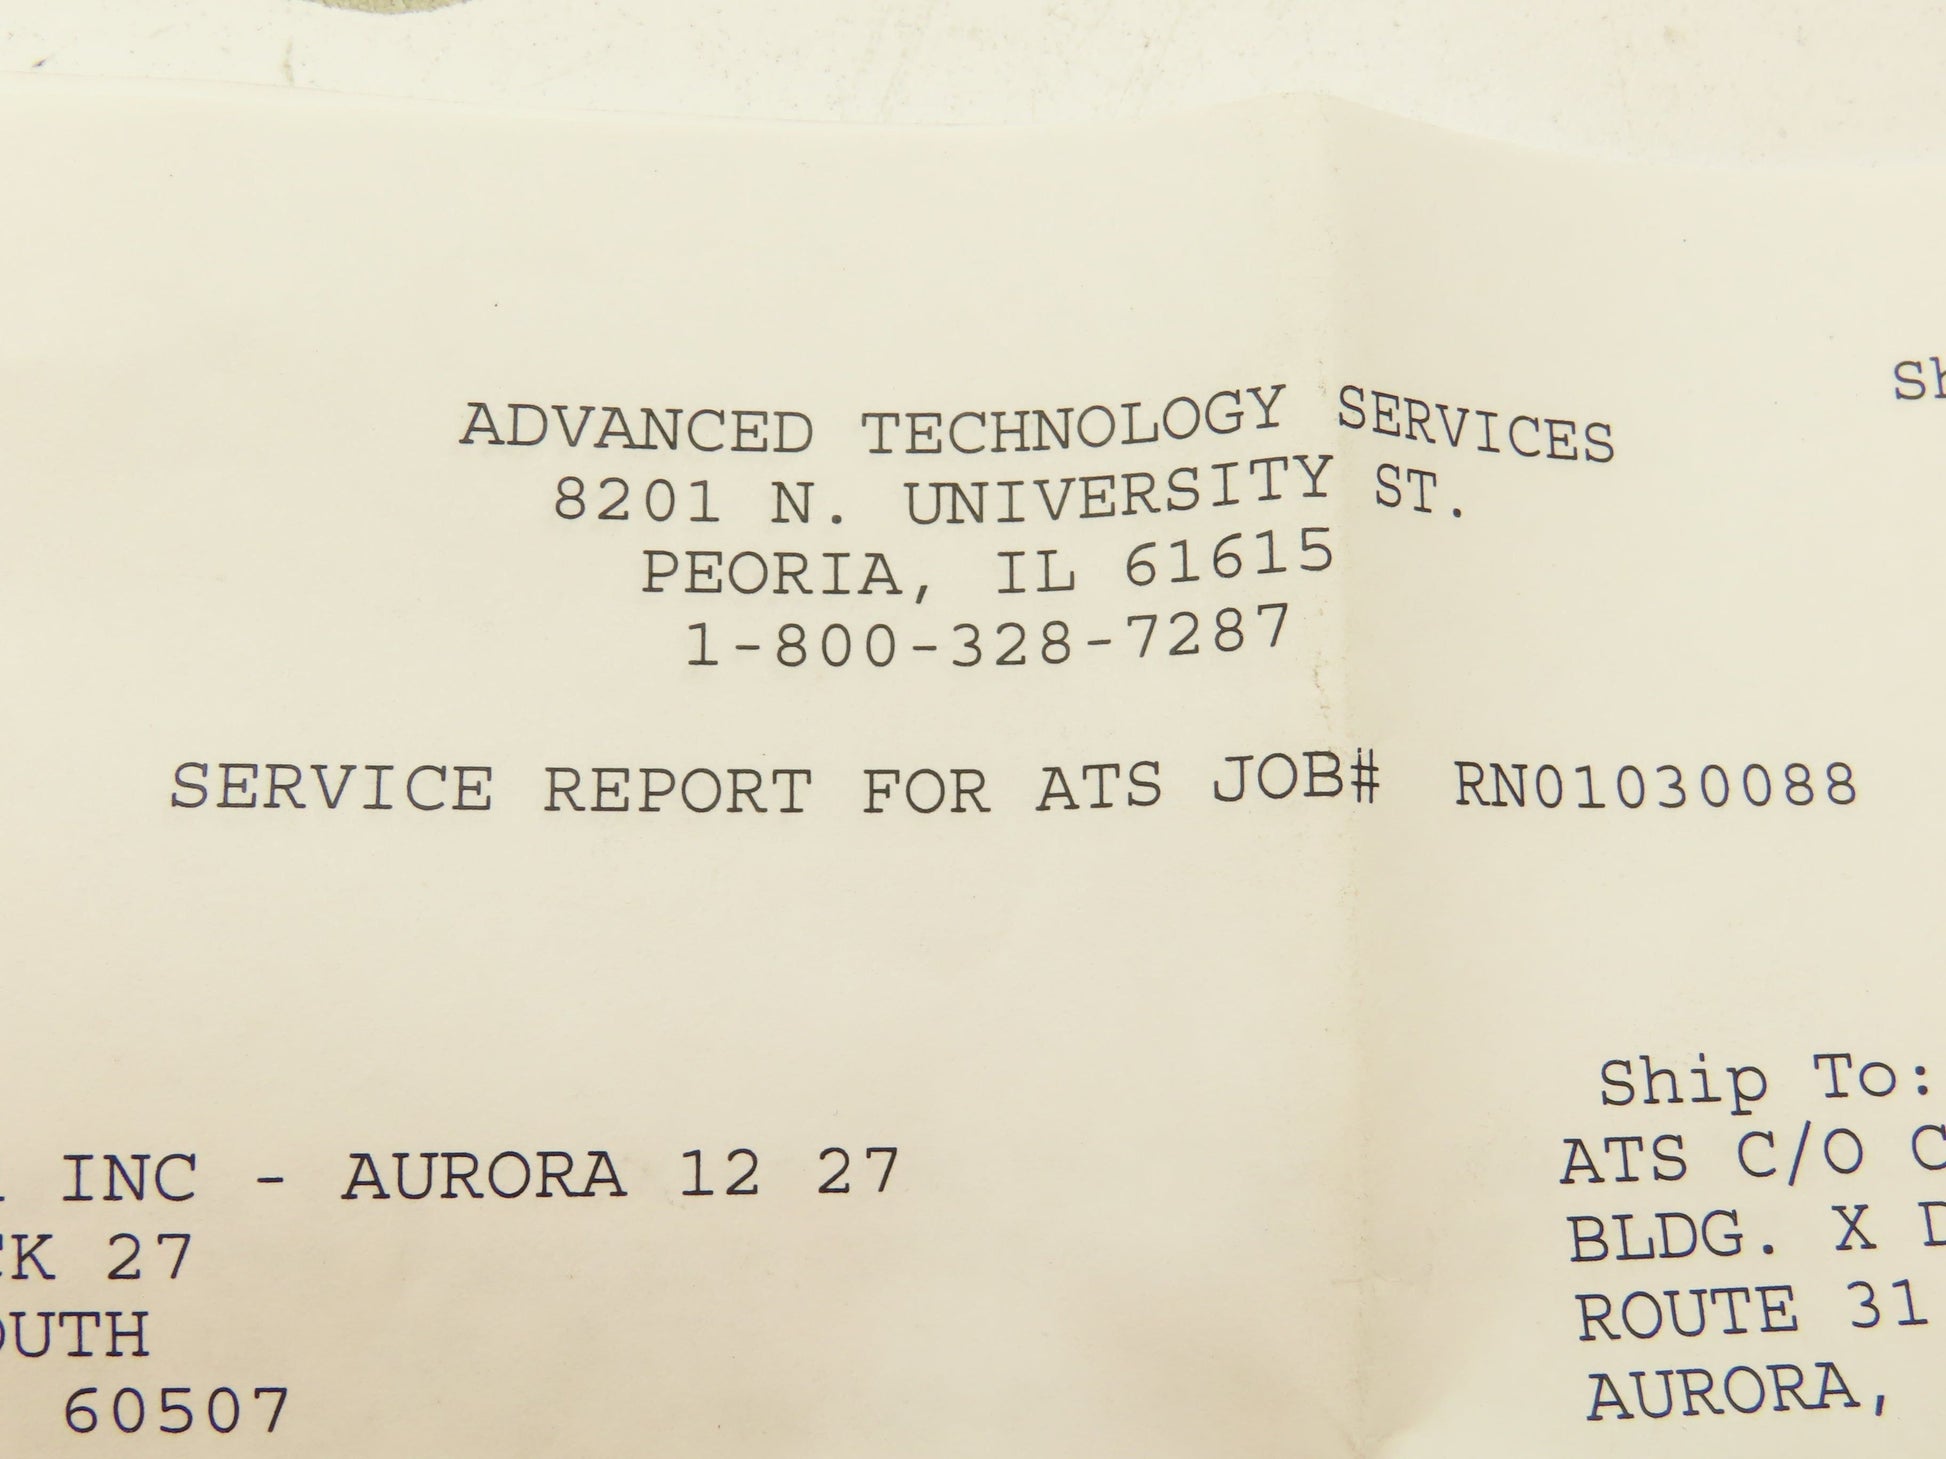 ADVANCED TECHNOLOGY SERVICES
8201 N. UNIVERSITY ST.
PEORIA, IL 61615
1-800-328-7287
SERVICE REPORT FOR ATS JOB# RN01030088
INC - AURORA 12 27
27
60507
Ship To:
ATS C/O
BLDG. X
ROUTE 31
AURORA,